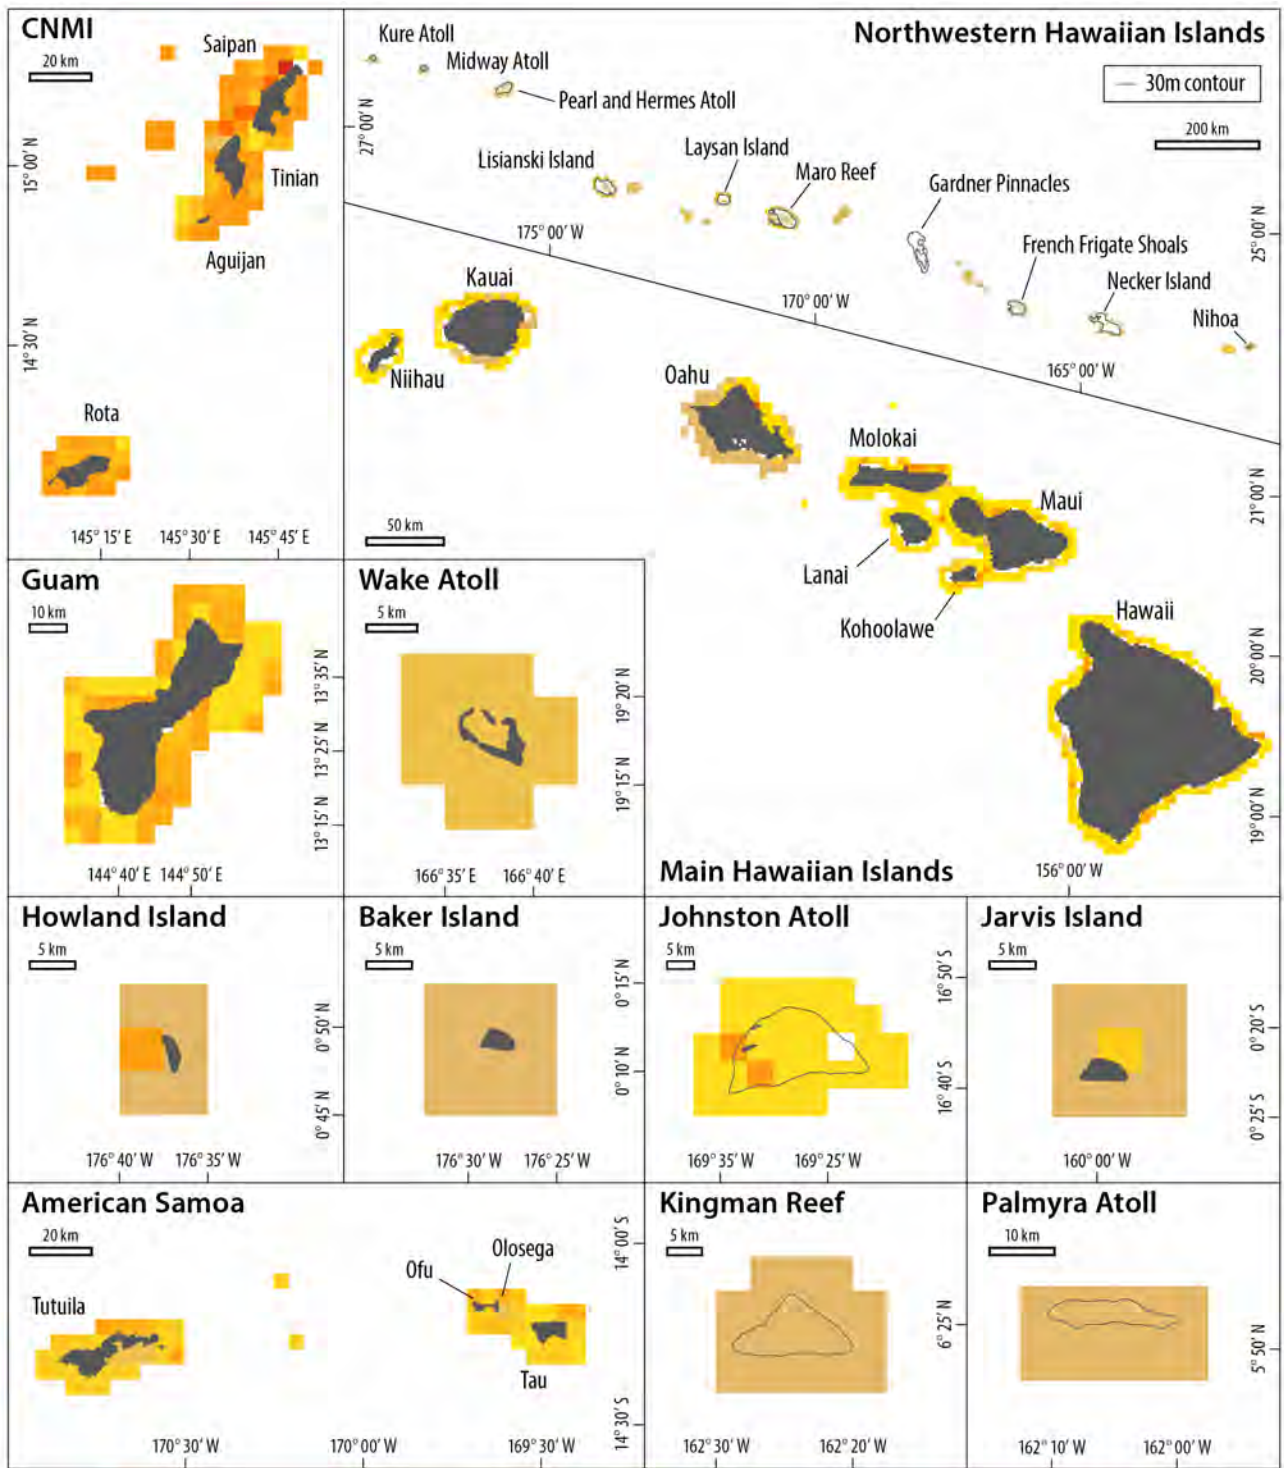 CNMI
20 km
Saipan
Tinian
Aguijan
Rota
15° 00′ N
14° 30′ N
145° 15′ E
145° 30′ E
145° 45′ E
Northwestern Hawaiian Islands
30m contour
200 km
Kure Atoll
Midway Atoll
Pearl and Hermes Atoll
Lisianski Island
Laysan Island
Maro Reef
Gardner Pinnacles
French Frigate Shoals
Necker Island
Nihoa
27° 00′ N
25° 00′ N
175° 00′ W
170° 00′ W
165° 00′ W
Kauai
Niihau
Oahu
Molokai
Maui
Lanai
Kohoolawe
Hawaii
50 km
21° 00′ N
20° 00′ N
19° 00′ N
156° 00′ W
Main Hawaiian Islands
Guam
10 km
13° 35′ N
13° 25′ N
13° 15′ N
144° 40′ E
144° 50′ E
Wake Atoll
5 km
19° 20′ N
19° 15′ N
166° 35′ E
166° 40′ E
Howland Island
5 km
0° 50′ N
0° 45′ N
176° 40′ W
176° 35′ W
Baker Island
5 km
0° 15′ N
0° 10′ N
176° 30′ W
176° 25′ W
Johnston Atoll
5 km
16° 50′ S
16° 40′ S
169° 35′ W
169° 25′ W
Jarvis Island
5 km
0° 20′ S
0° 25′ S
160° 00′ W
American Samoa
20 km
Tutuila
Ofu
Olosega
Tau
14° 00′ S
14° 30′ S
170° 30′ W
170° 00′ W
169° 30′ W
Kingman Reef
5 km
6° 25′ N
162° 30′ W
162° 20′ W
Palmyra Atoll
10 km
5° 50′ N
162° 10′ W
162° 00′ W